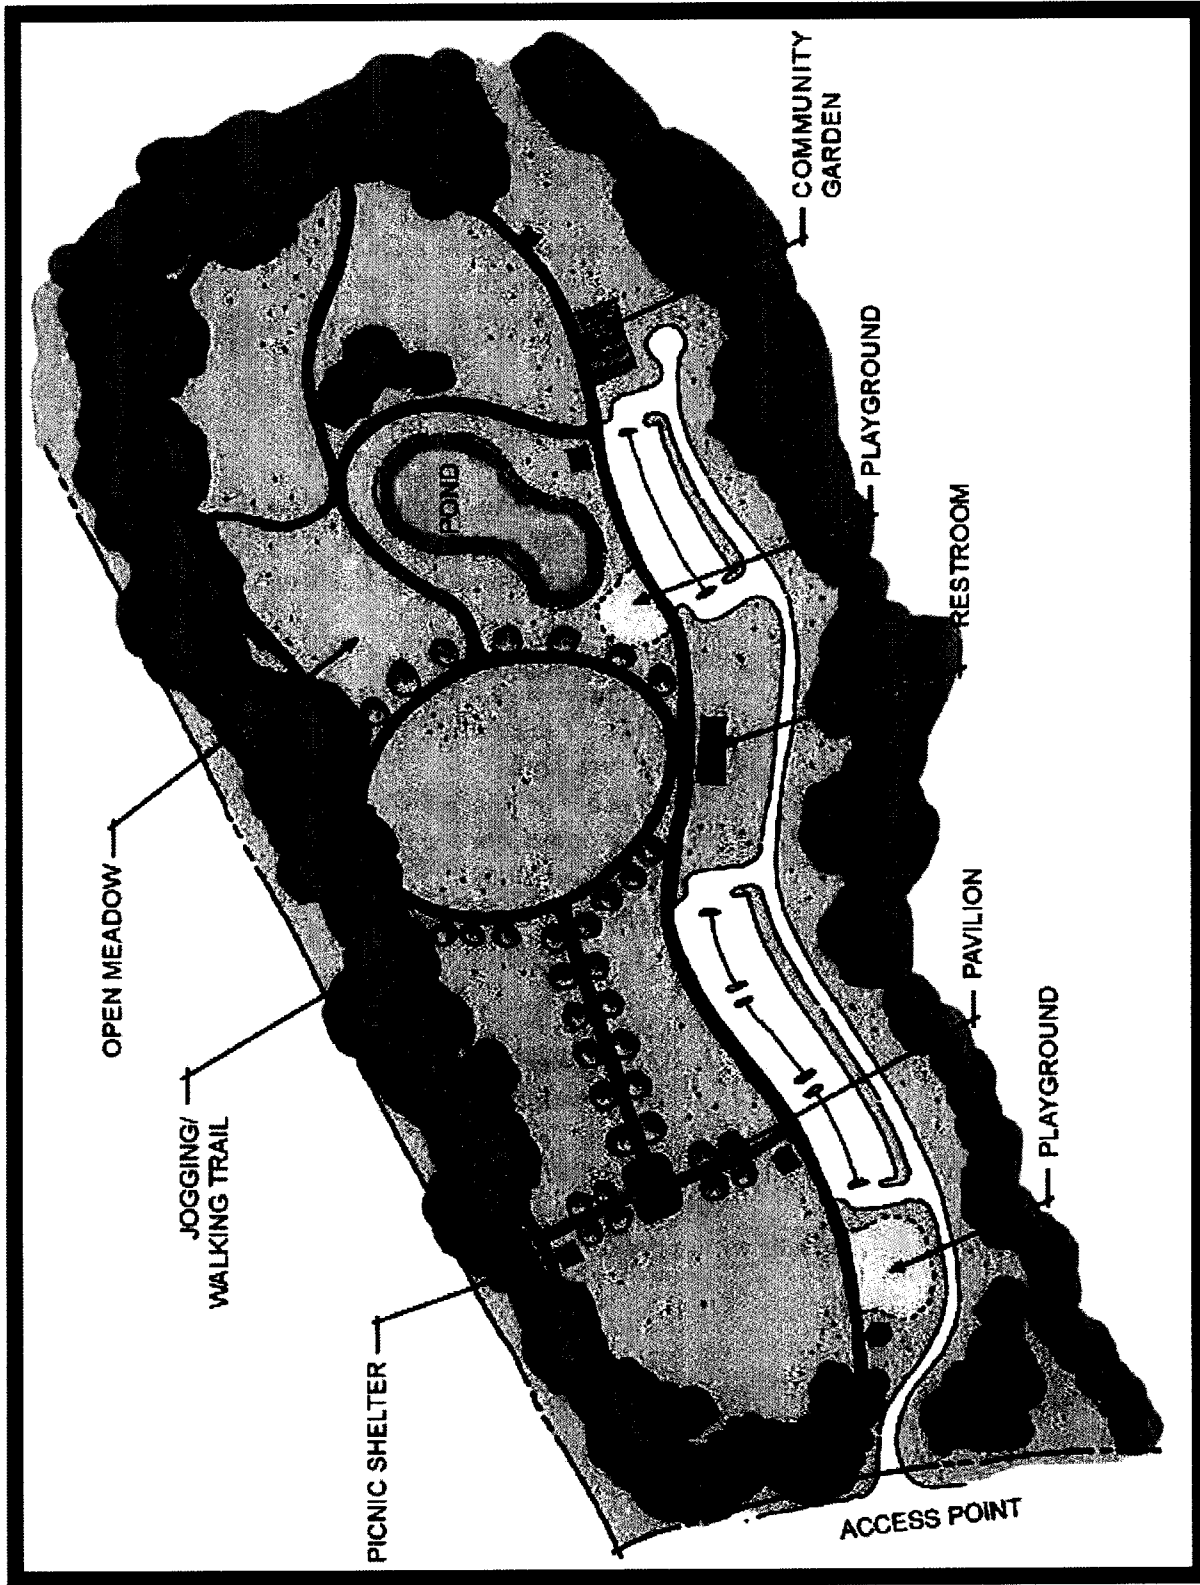 OPEN MEADOW
JOGGING/
WALKING TRAIL
PICNIC SHELTER
POND
COMMUNITY
GARDEN
PLAYGROUND
RESTROOM
PAVILION
PLAYGROUND
ACCESS POINT